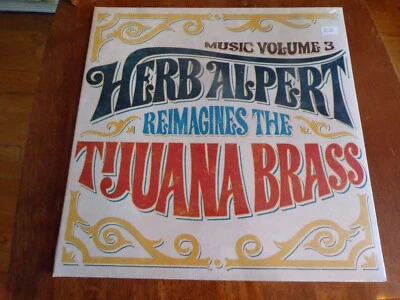 MUSIC VOLUME 3
HERB ALPERT
REIMAGINES THE
TIJUANA BRASS